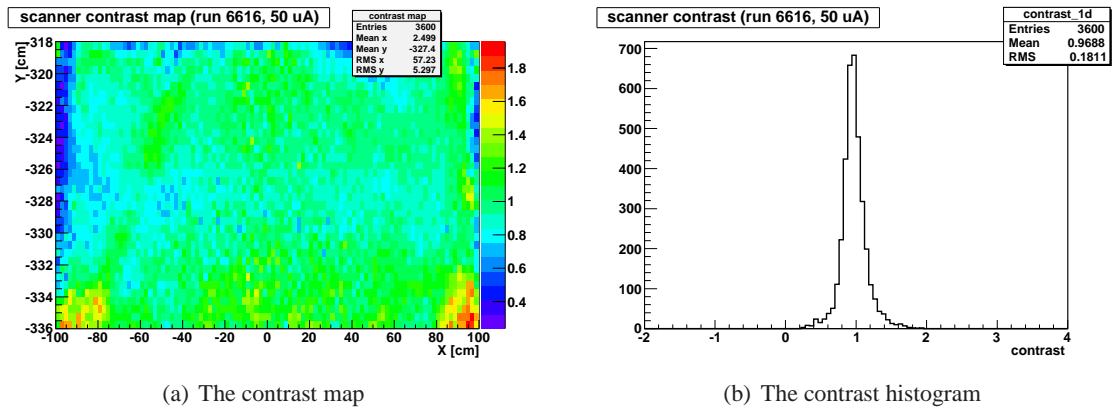 scanner contrast map (run 6616, 50 uA)
contrast map
Entries 3600
Mean x 2.499
Mean y -327.4
RMS x 57.23
RMS y 5.297
Y, [cm]
-318
-320
-322
-324
-326
-328
-330
-332
-334
-336
-100 -80 -60 -40 -20 0 20 40 60 80 100
X [cm]
1.8
1.6
1.4
1.2
1
0.8
0.6
0.4
(a) The contrast map
scanner contrast (run 6616, 50 uA)
contrast_1d
Entries 3600
Mean 0.9688
RMS 0.1811
700
600
500
400
300
200
100
0
-2 -1 0 1 2 3 4
contrast
(b) The contrast histogram